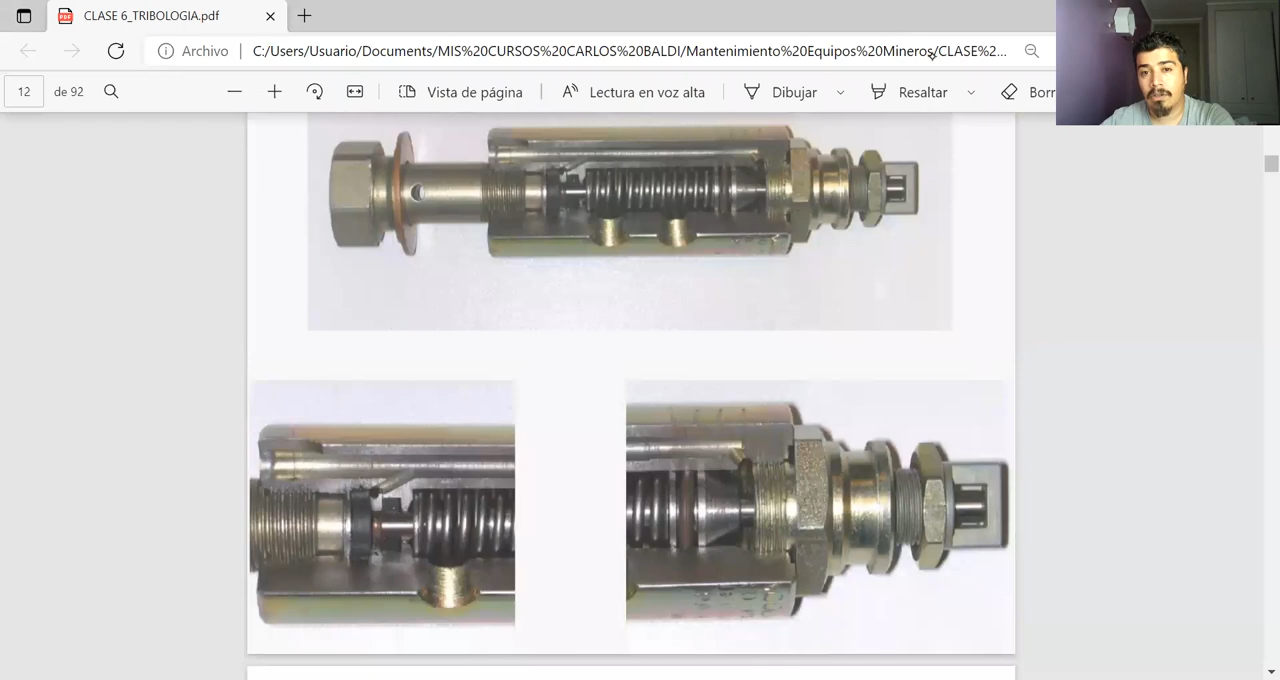 CLASE 6_TRIBOLOGIA.pdf
Archivo
C:/Users/Usuario/Documents/MIS%20CURSOS%20CARLOS%20BALDI/Mantenimiento%20Equipos%20Mineros/CLASE%2...
12 de 92
Vista de página
Lectura en voz alta
Dibujar
Resaltar
Borr